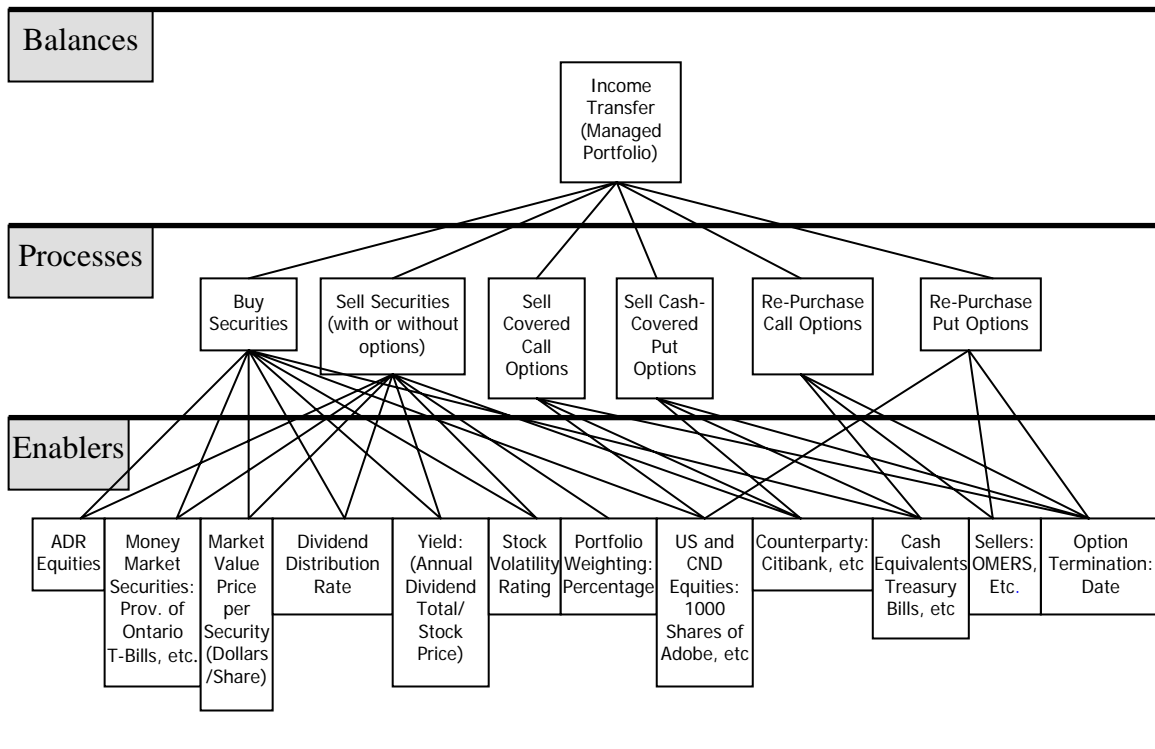 Balances
Income
Transfer
(Managed
Portfolio)
Processes
Buy
Securities
Sell Securities
(with or without
options)
Sell
Covered
Call
Options
Sell Cash-
Covered
Put
Options
Re-Purchase
Call Options
Re-Purchase
Put Options
Enablers
ADR
Equities
Money
Market
Securities:
Prov. of
Ontario
T-Bills, etc.
Market
Value
Price
per
Security
(Dollars
/Share)
Dividend
Distribution
Rate
Yield:
(Annual
Dividend
Total/
Stock
Price)
Stock
Volatility
Rating
Portfolio
Weighting:
Percentage
US and
CND
Equities:
1000
Shares of
Adobe, etc
Counterparty:
Citibank, etc
Cash
Equivalents
Treasury
Bills, etc
Sellers:
OMERS,
Etc.
Option
Termination:
Date